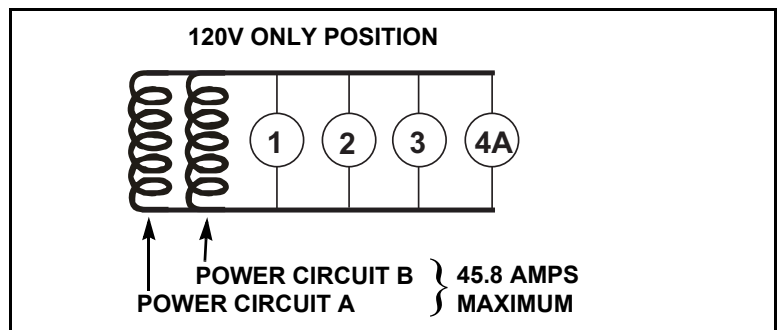 120V ONLY POSITION
1 2 3 4A
POWER CIRCUIT B } 45.8 AMPS
POWER CIRCUIT A } MAXIMUM